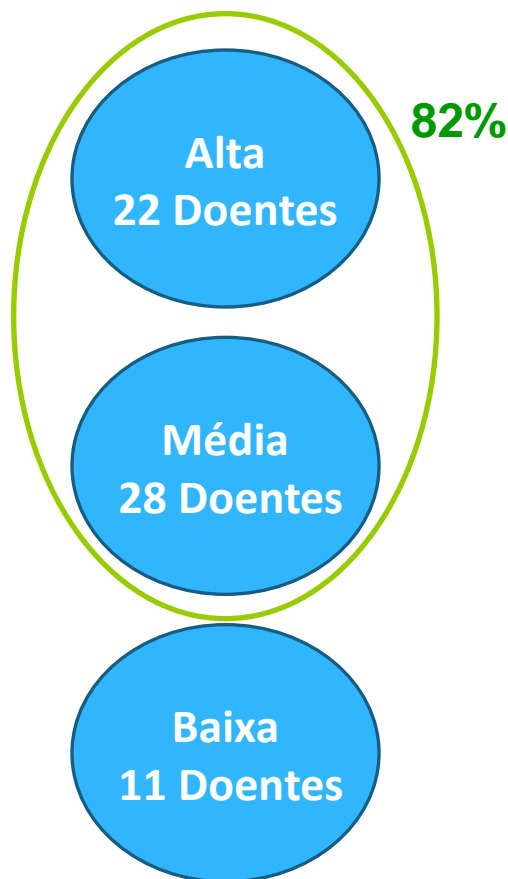 82%
Alta
22 Doentes
Média
28 Doentes
Baixa
11 Doentes